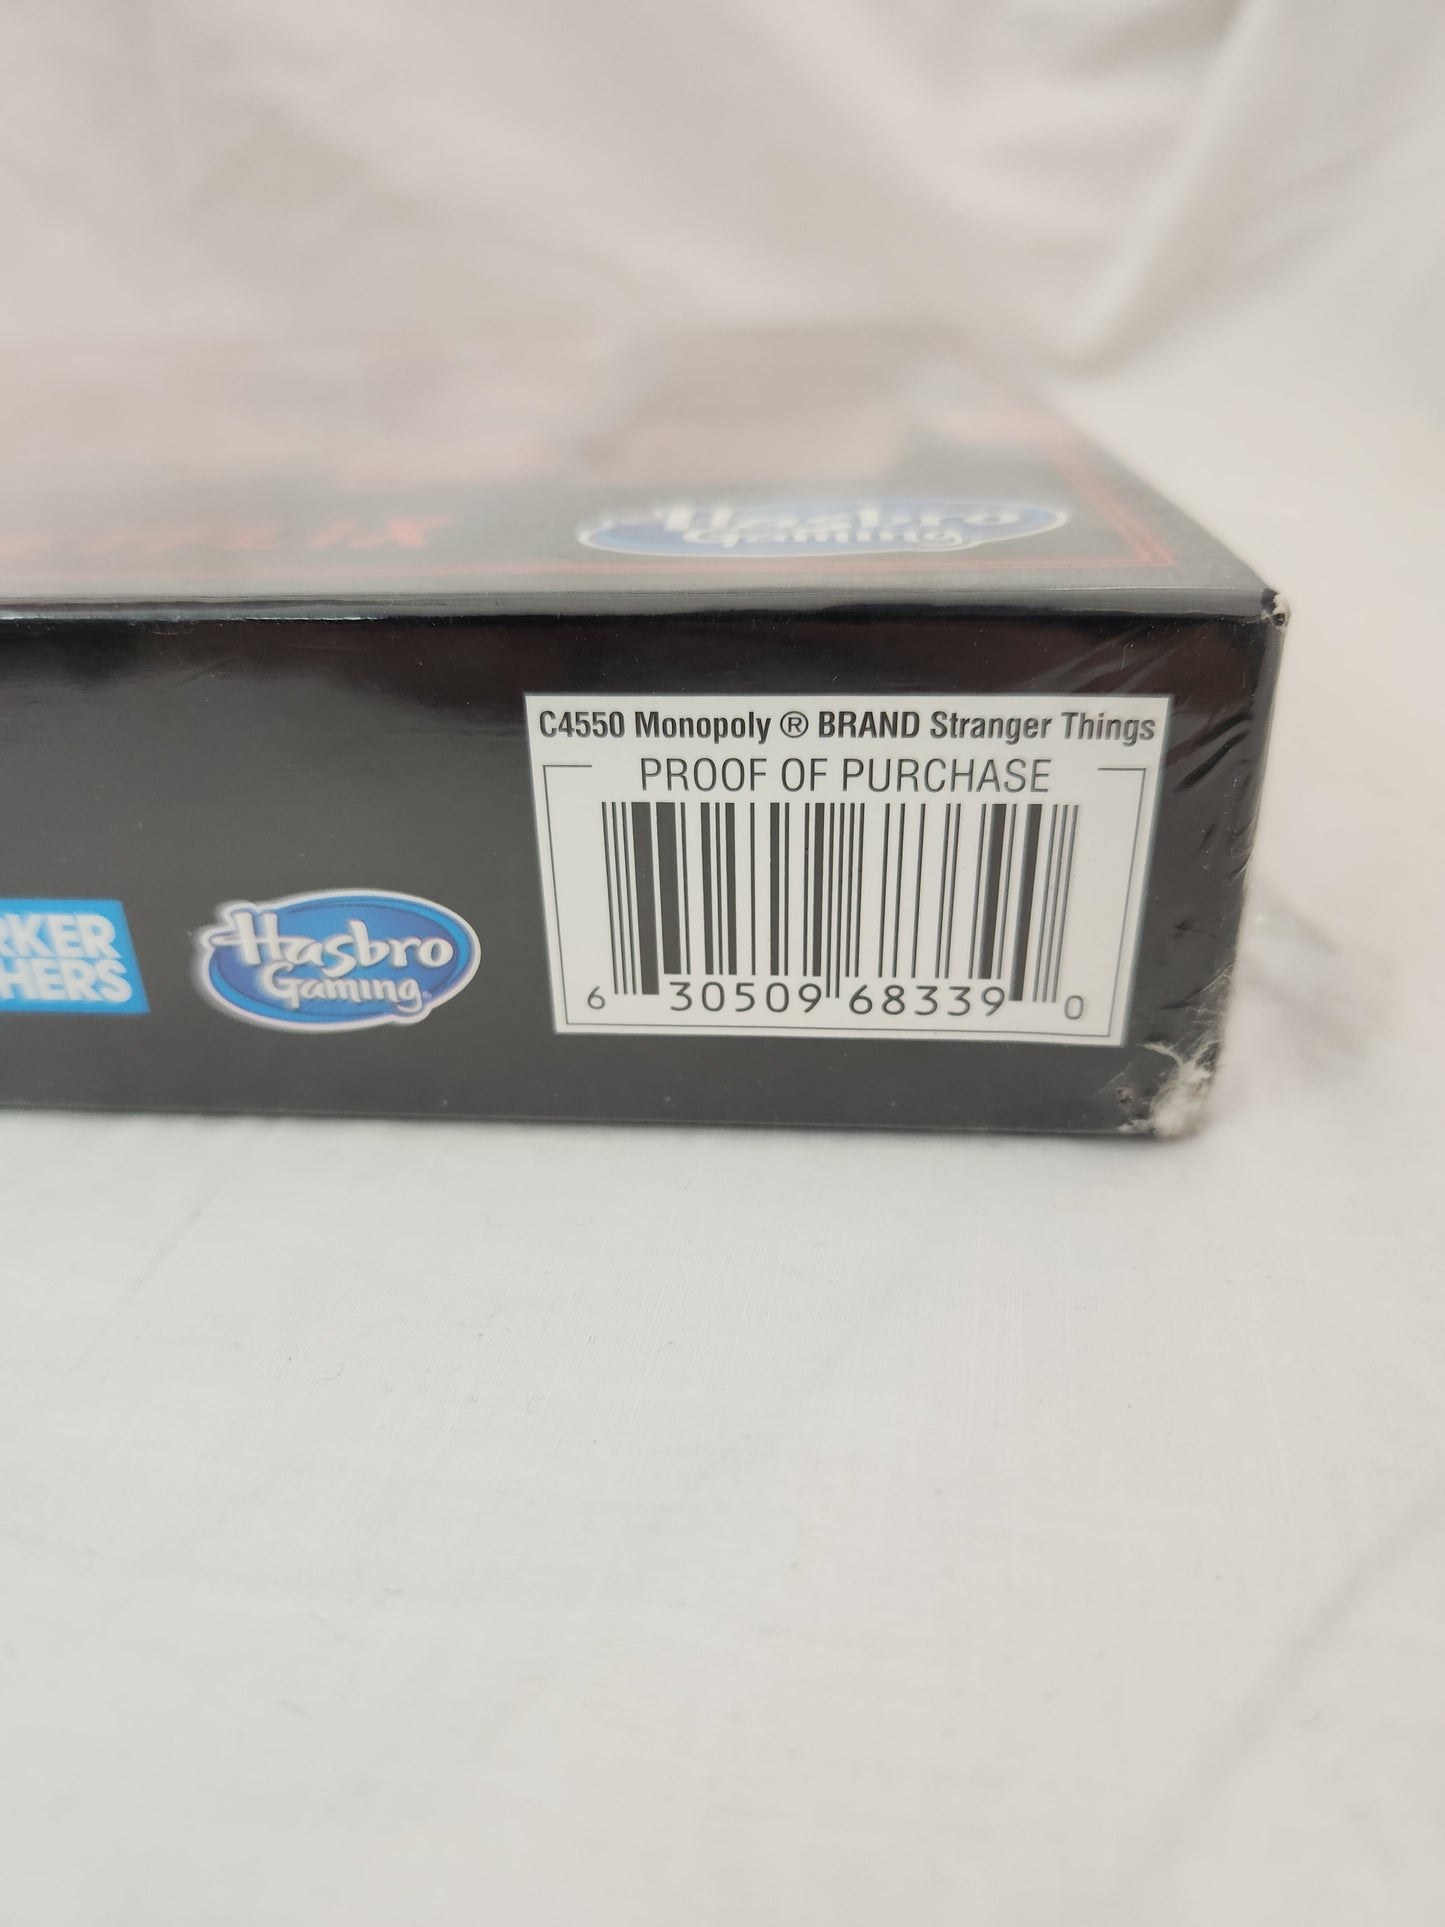 Hasbro
Gaming
C4550 Monopoly ® BRAND Stranger Things
PROOF OF PURCHASE
RKER
HERS
Hasbro
Gaming
6 30509 68339 0